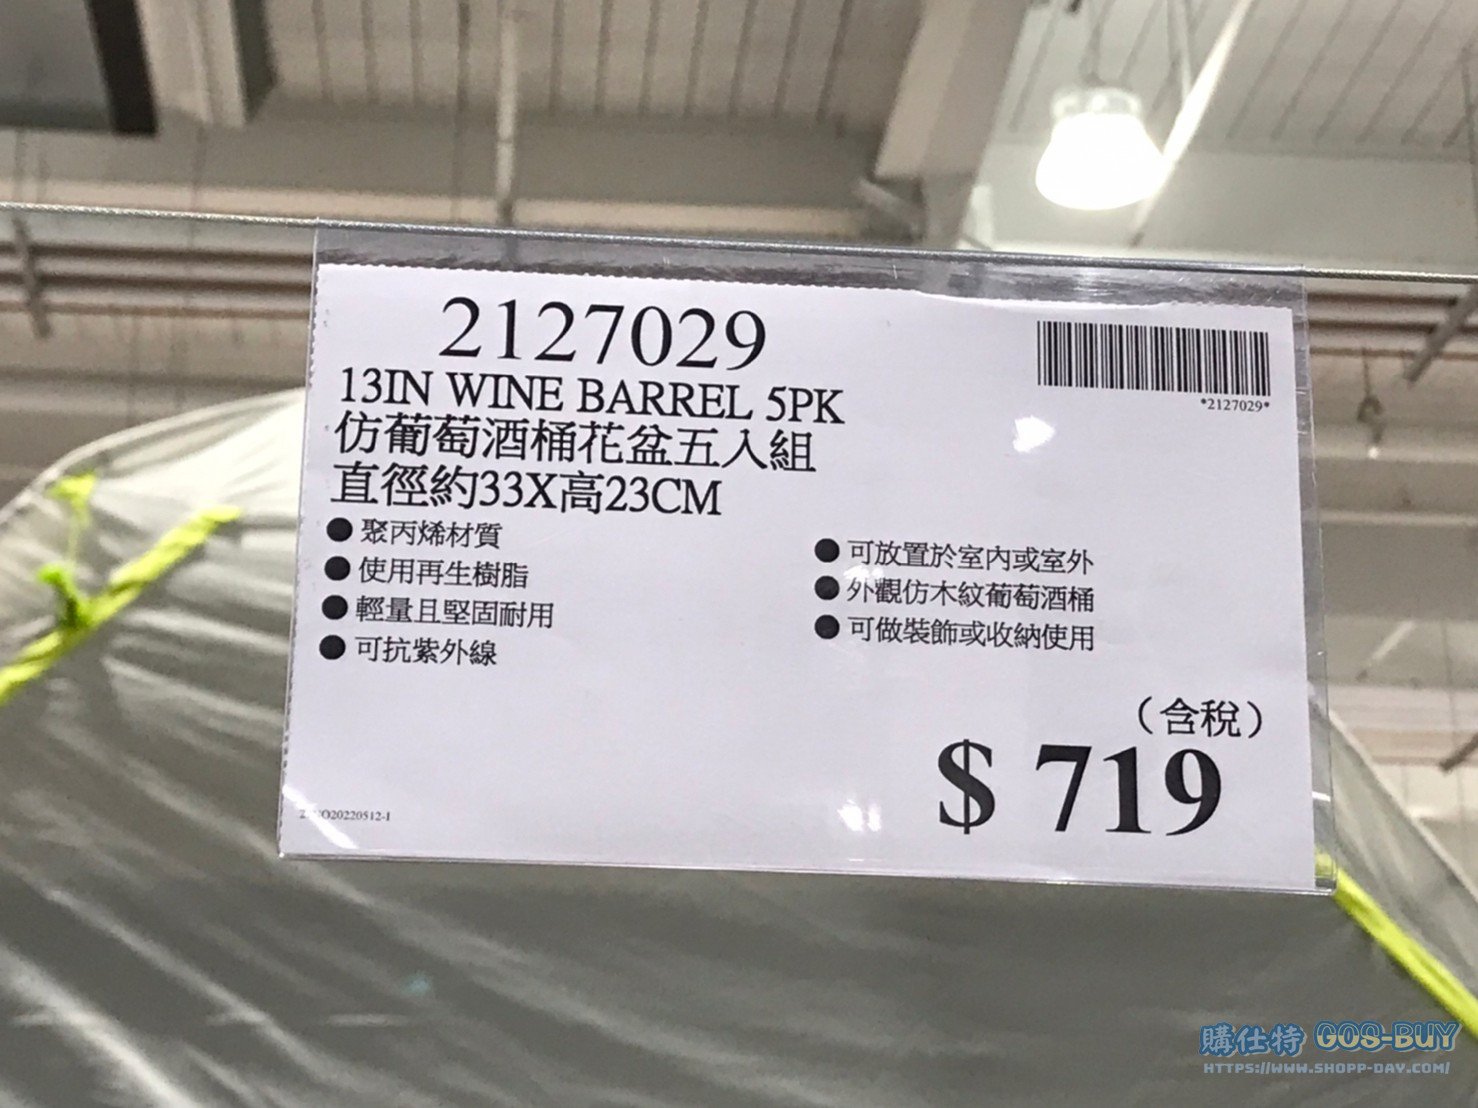 2127029
*2127029*
13IN WINE BARREL 5PK
仿葡萄酒桶花盆五入組
直徑約33X高23CM
● 聚丙烯材質
● 使用再生樹脂
● 輕量且堅固耐用
● 可抗紫外線
● 可放置於室內或室外
● 外觀仿木紋葡萄酒桶
● 可做裝飾或收納使用
（含稅）
$ 719
購仕特 GOS-BUY
HTTPS://WWW.SHOPP-DAY.COM/